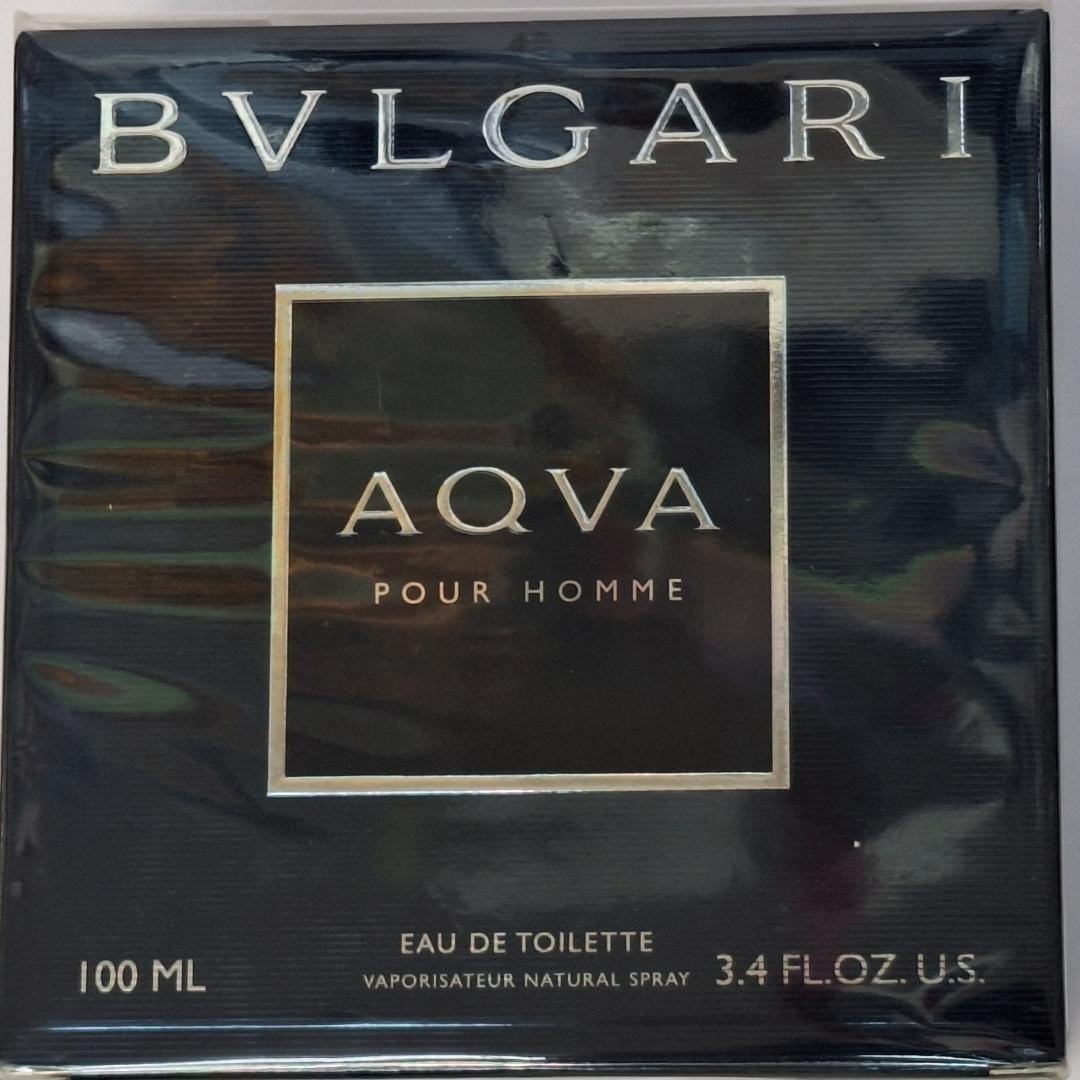 BVLGARI
AQVA
POUR HOMME
EAU DE TOILETTE
100 ML VAPORISATEUR NATURAL SPRAY 3.4 FL.OZ. U.S.